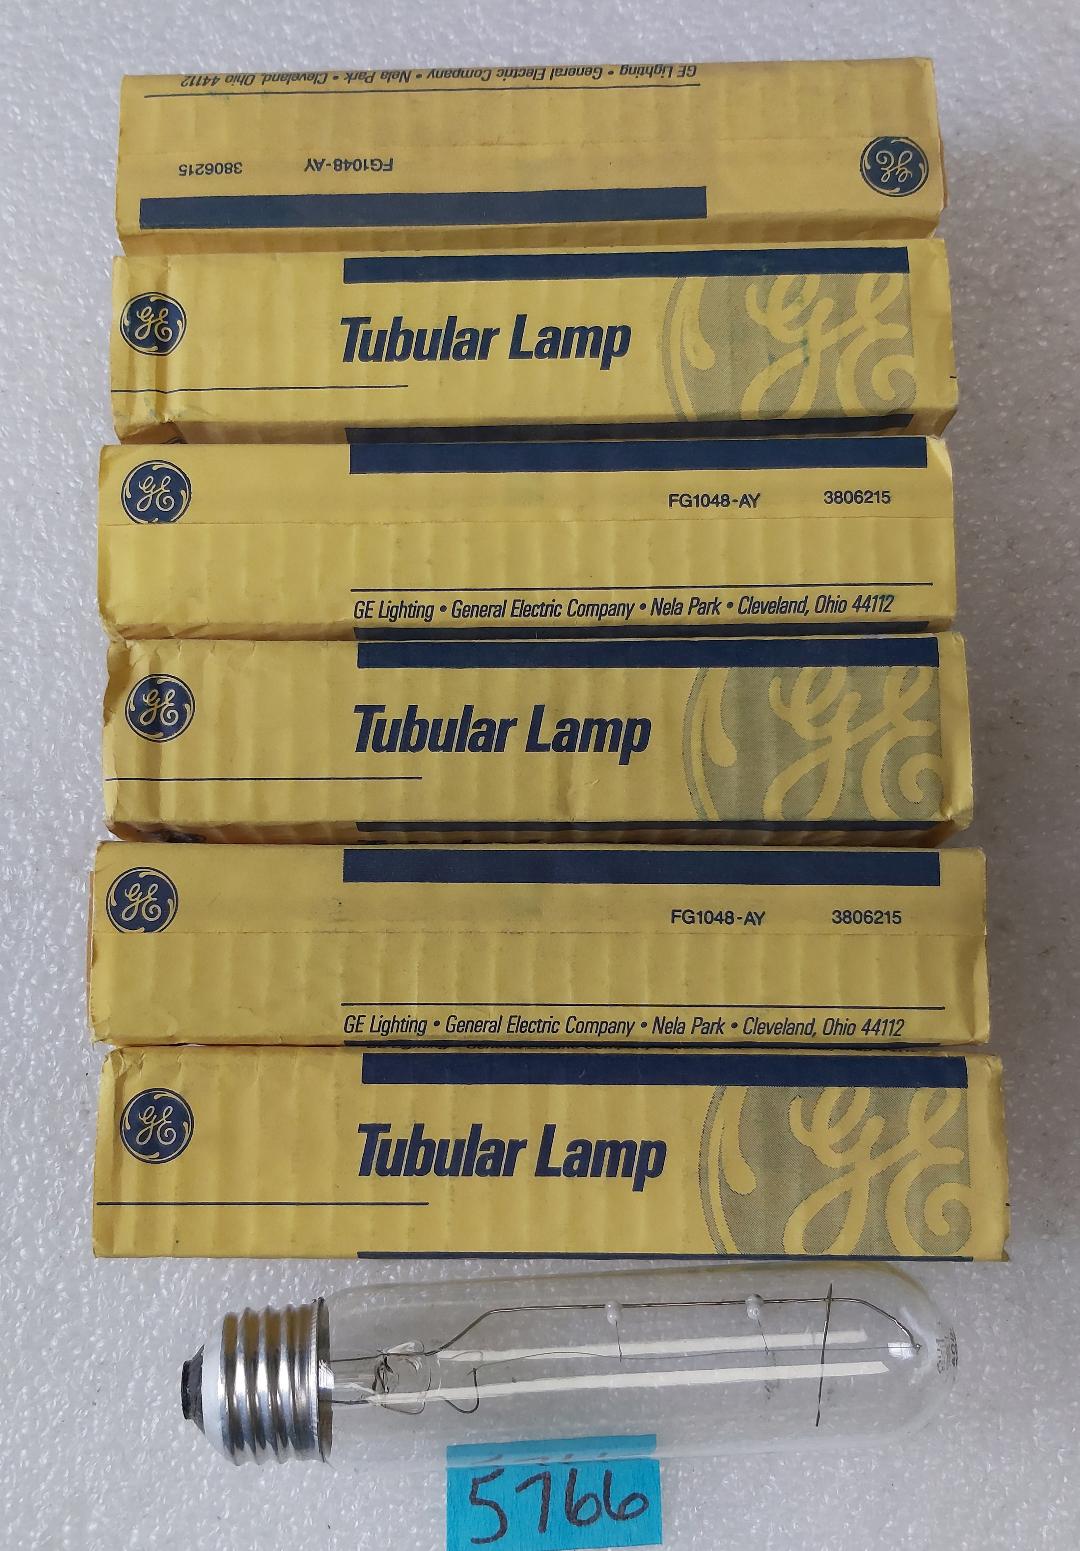 GE Lighting • General Electric Company • Nela Park • Cleveland, Ohio 44112
FG1048-AY 3806215
GE
GE
Tubular Lamp
GE
GE
FG1048-AY 3806215
GE Lighting • General Electric Company • Nela Park • Cleveland, Ohio 44112
GE
Tubular Lamp
GE
GE
FG1048-AY 3806215
GE Lighting • General Electric Company • Nela Park • Cleveland, Ohio 44112
GE
Tubular Lamp
GE
5766